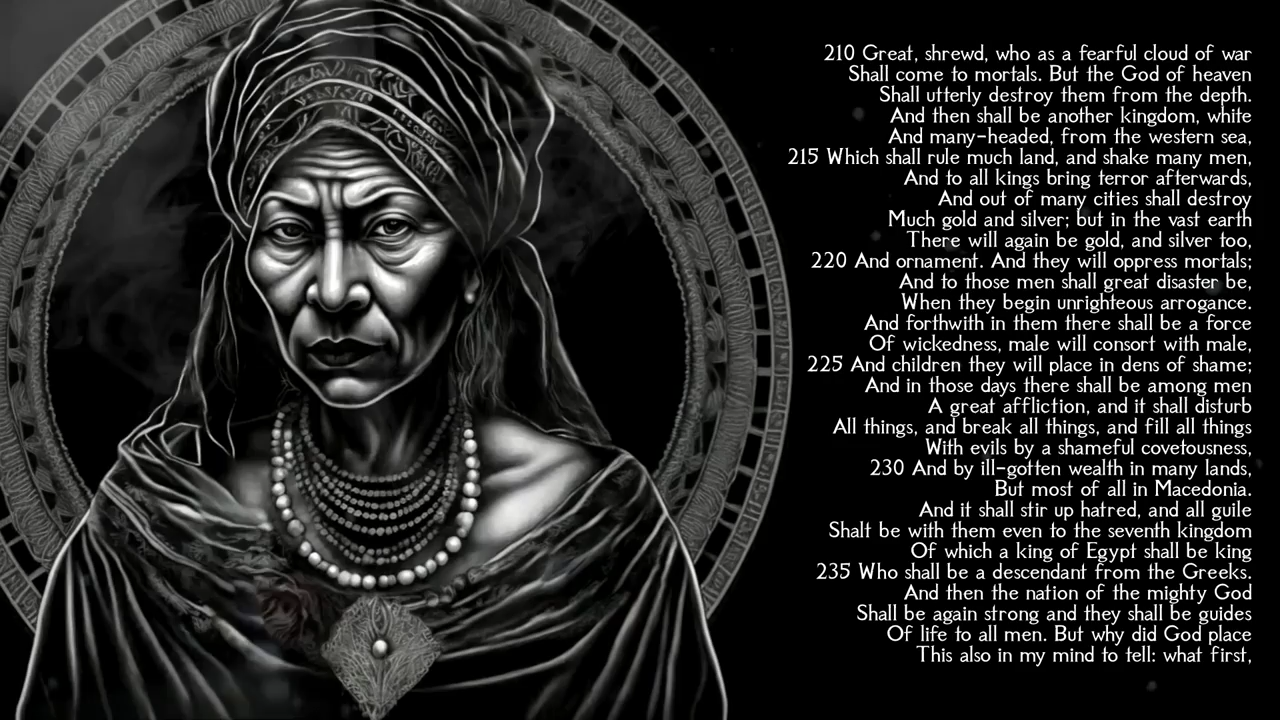 210 Great, shrewd, who as a fearful cloud of war
Shall come to mortals. But the God of heaven
Shall utterly destroy them from the depth.
And then shall be another kingdom, white
And many-headed, from the western sea,
215 Which shall rule much land, and shake many men,
And to all kings bring terror afterwards,
And out of many cities shall destroy
Much gold and silver; but in the vast earth
There will again be gold, and silver too,
220 And ornament. And they will oppress mortals;
And to those men shall great disaster be,
When they begin unrighteous arrogance.
And forthwith in them there shall be a force
Of wickedness, male will consort with male,
225 And children they will place in dens of shame;
And in those days there shall be among men
A great affliction, and it shall disturb
All things, and break all things, and fill all things
With evils by a shameful covetousness,
230 And by ill-gotten wealth in many lands,
But most of all in Macedonia.
And it shall stir up hatred, and all guile
Shalt be with them even to the seventh kingdom
Of which a king of Egypt shall be king
235 Who shall be a descendant from the Greeks.
And then the nation of the mighty God
Shall be again strong and they shall be guides
Of life to all men. But why did God place
This also in my mind to tell: what first,